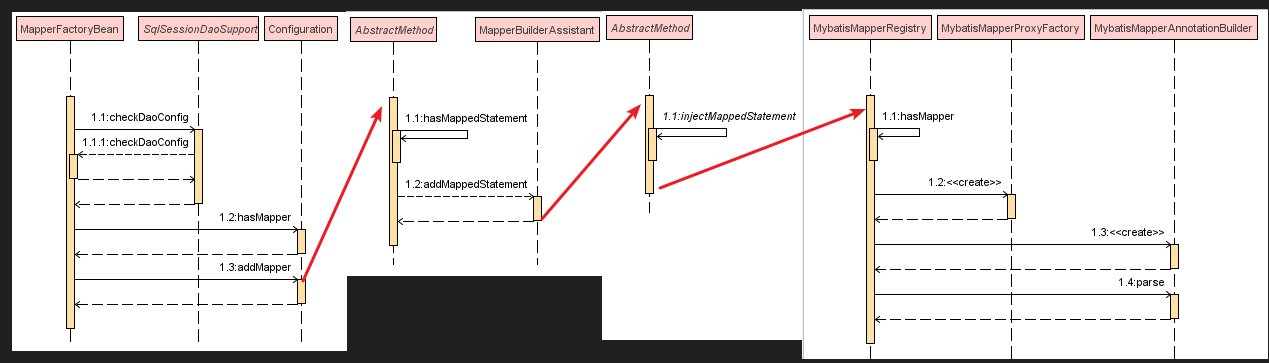 MapperFactoryBean
SqlSessionDaoSupport
Configuration
1.1:checkDaoConfig
1.1.1:checkDaoConfig
1.2:hasMapper
1.3:addMapper
AbstractMethod
MapperBuilderAssistant
1.1:hasMappedStatement
1.2:addMappedStatement
AbstractMethod
1.1:injectMappedStatement
MybatisMapperRegistry
MybatisMapperProxyFactory
MybatisMapperAnnotationBuilder
1.1:hasMapper
1.2:<<create>>
1.3:<<create>>
1.4:parse